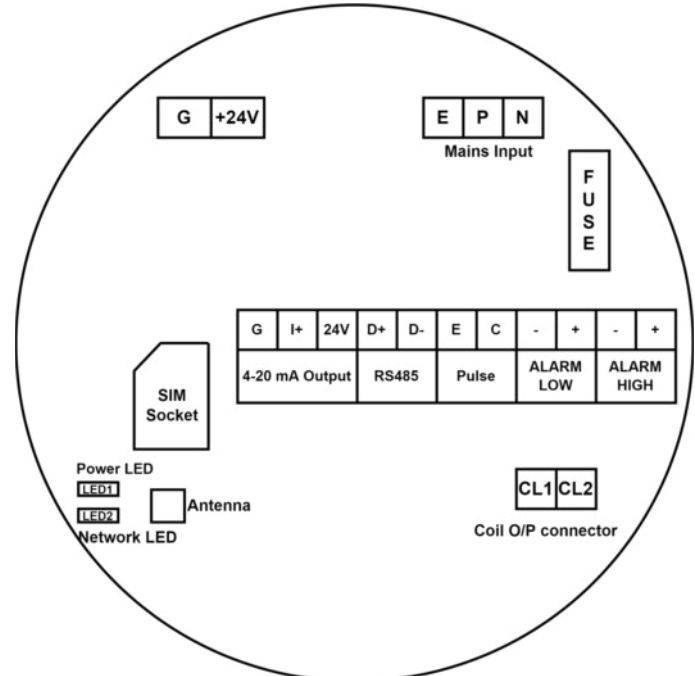 G +24V
E P N
Mains Input
F
U
S
E
G I+ 24V D+ D- E C - + - +
4-20 mA Output RS485 Pulse ALARM LOW ALARM HIGH
SIM
Socket
Power LED
LED1
LED2
Network LED
Antenna
CL1 CL2
Coil O/P connector